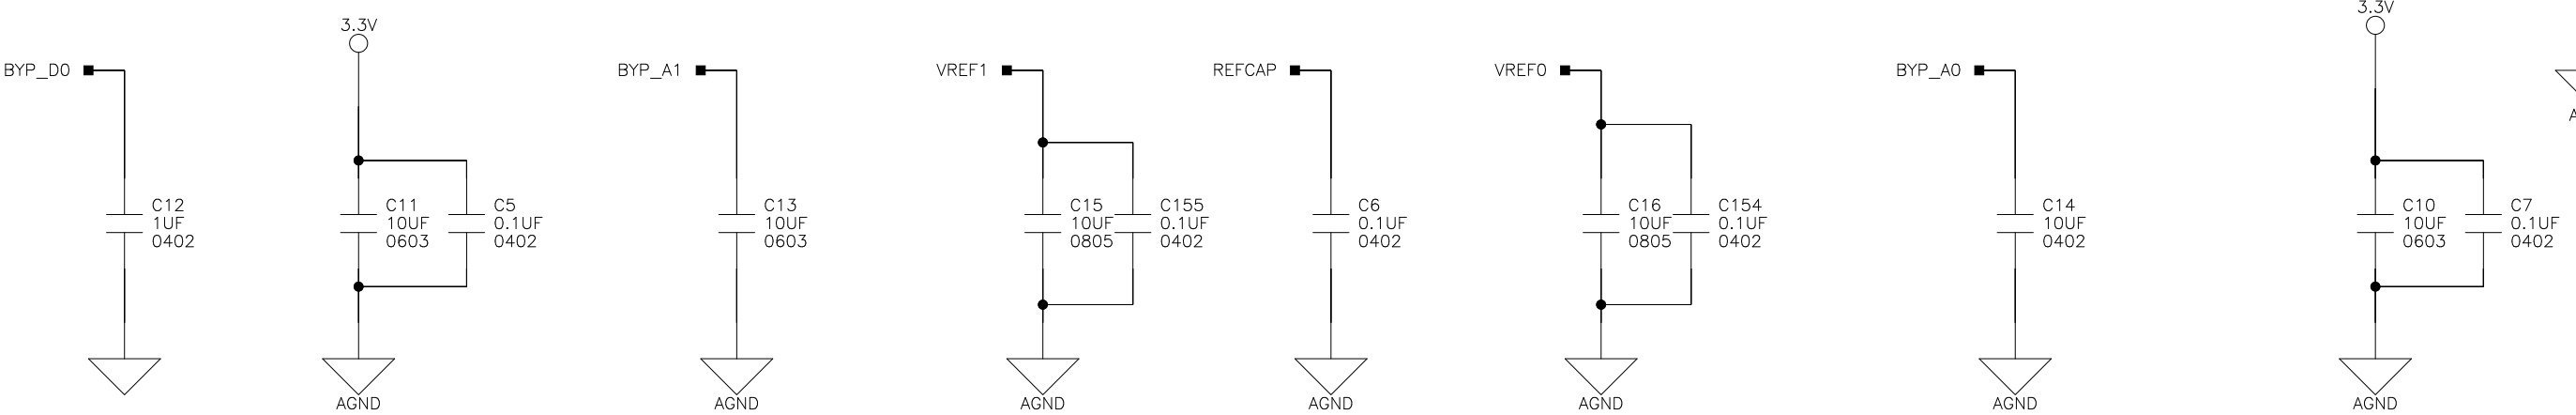 3.3V
3.3V
BYP_D0
BYP_A1
VREF1
REFCAP
VREF0
BYP_A0
C12
1UF
0402
C11
10UF
0603
C5
0.1UF
0402
C13
10UF
0603
C15
10UF
0805
C155
0.1UF
0402
C6
0.1UF
0402
C16
10UF
0805
C154
0.1UF
0402
C14
10UF
0402
C10
10UF
0603
C7
0.1UF
0402
AGND
AGND
AGND
AGND
AGND
AGND
AGND